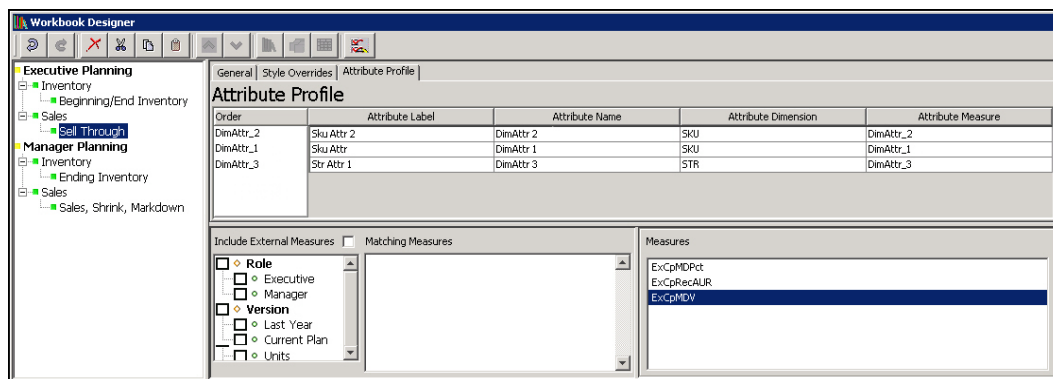 Workbook Designer
Executive Planning
Inventory
Beginning/End Inventory
Sales
Sell Through
Manager Planning
Inventory
Ending Inventory
Sales
Sales, Shrink, Markdown
General Style Overrides Attribute Profile
Attribute Profile
Order Attribute Label Attribute Name Attribute Dimension Attribute Measure
DimAttr_2 Sku Attr 2 DimAttr 2 SKU DimAttr_2
DimAttr_1 Sku Attr DimAttr 1 SKU DimAttr_1
DimAttr_3 Str Attr 1 DimAttr 3 STR DimAttr_3
Include External Measures
Role
Executive
Manager
Version
Last Year
Current Plan
Units
Matching Measures
Measures
ExCpMDPct
ExCpRecAUR
ExCpMDV